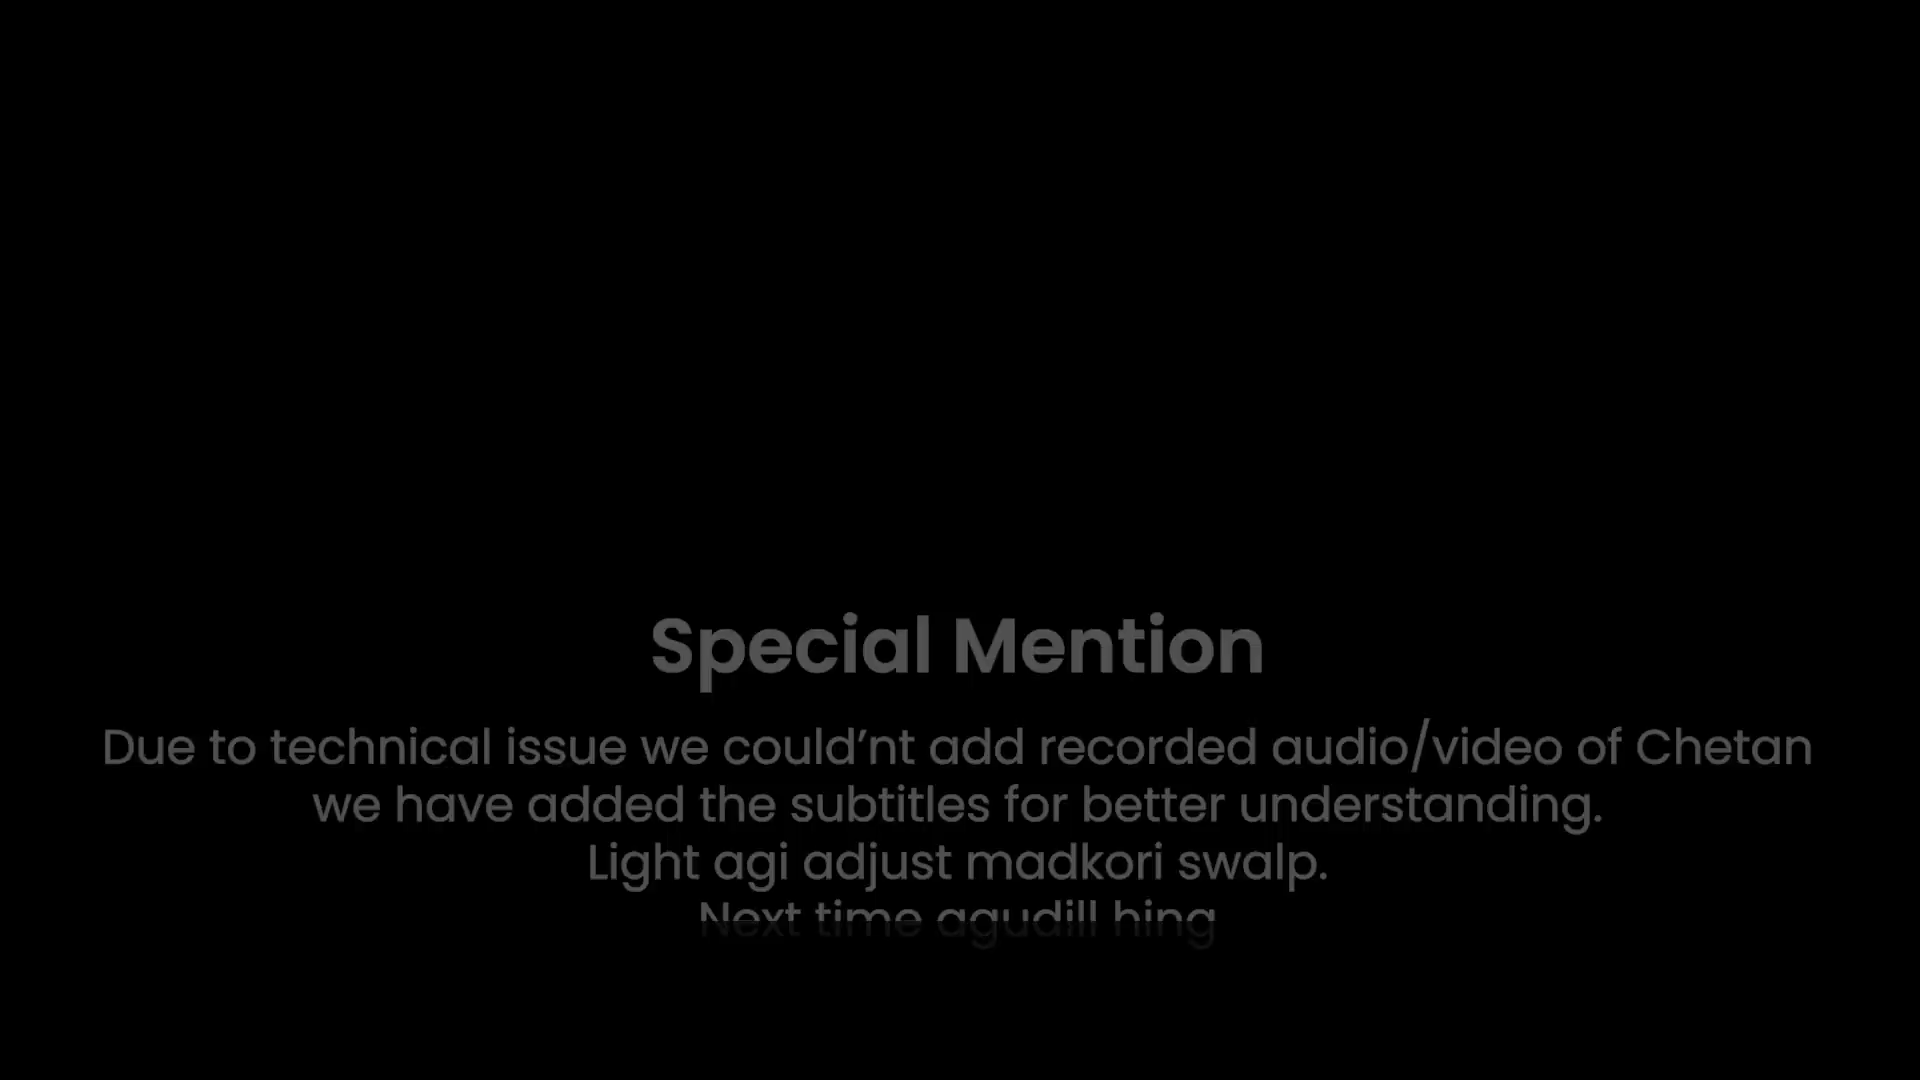 Special Mention
Due to technical issue we could’nt add recorded audio/video of Chetan
we have added the subtitles for better understanding.
Light agi adjust madkori swalp.
Next time agudill hing